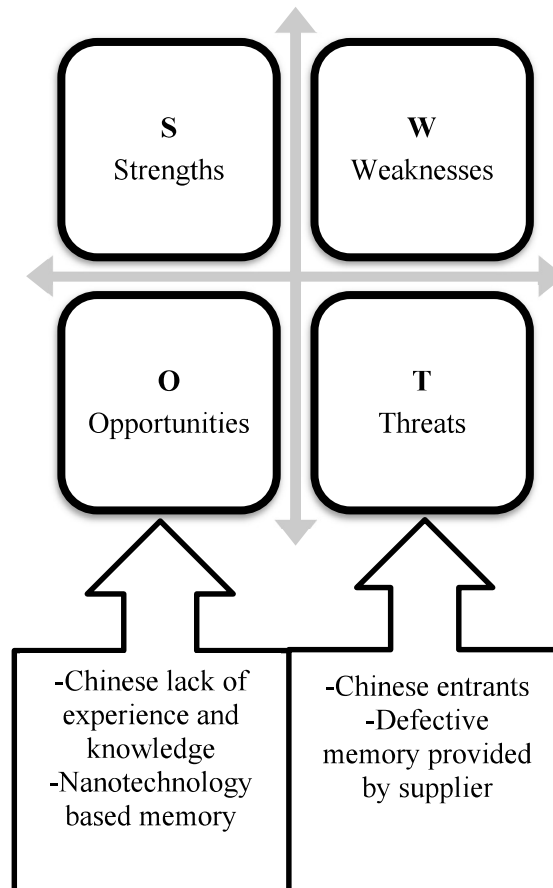 S
Strengths
W
Weaknesses
O
Opportunities
T
Threats
-Chinese lack of
experience and
knowledge
-Nanotechnology
based memory
-Chinese entrants
-Defective
memory provided
by supplier